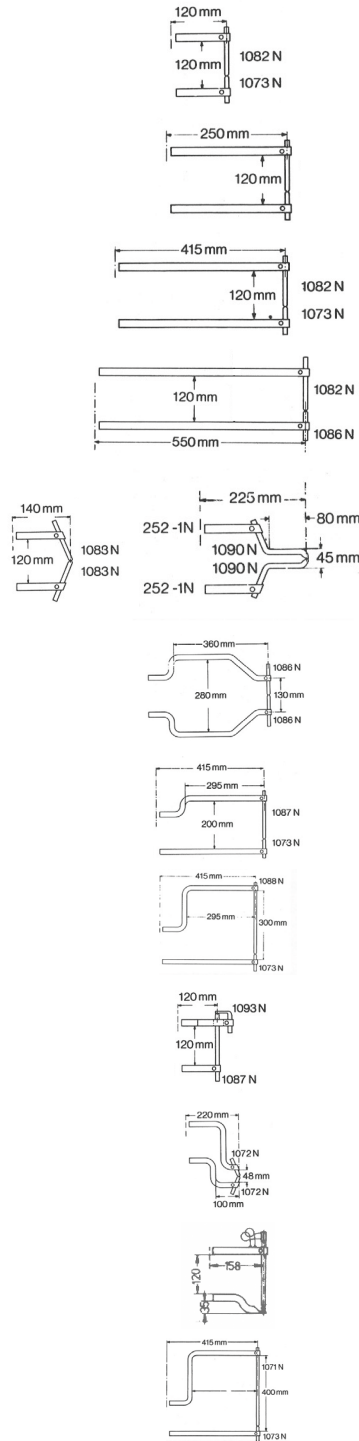 120 mm
120 mm
1082 N
1073 N
250 mm
120 mm
415 mm
120 mm
1082 N
1073 N
120 mm
1082 N
1086 N
550 mm
140 mm
120 mm
1083 N
1083 N
225 mm
80 mm
252 -1N
1090 N
1090 N
45 mm
252 -1N
360 mm
1086 N
280 mm
130 mm
1086 N
415 mm
295 mm
1087 N
200 mm
1073 N
415 mm
1088 N
295 mm
300 mm
1073 N
120 mm
1093 N
120 mm
1087 N
220 mm
1072 N
48 mm
1072 N
100 mm
120
158
35
415 mm
1071 N
400 mm
1073 N